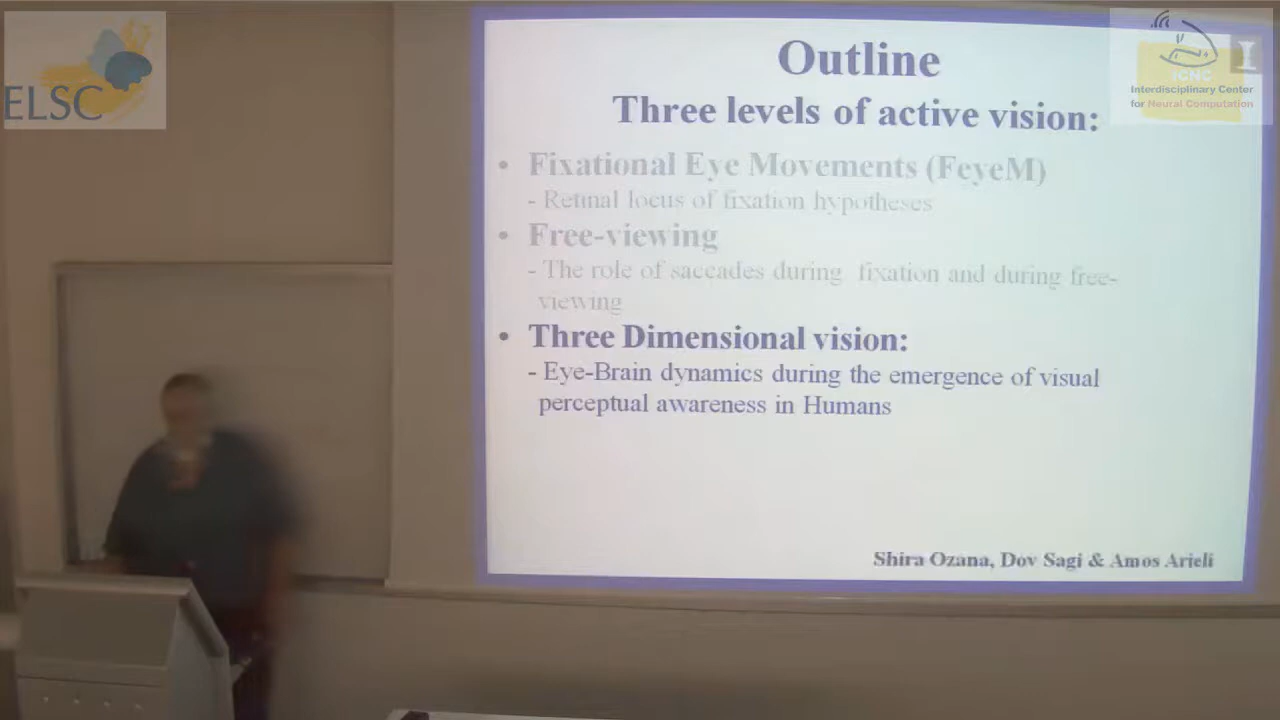 ELSC
ICNC
Interdisciplinary Center
for Neural Computation
Outline
Three levels of active vision:
• Fixational Eye Movements (FeyeM)
- Retinal locus of fixation hypotheses
• Free-viewing
- The role of saccades during fixation and during free-
viewing
• Three Dimensional vision:
- Eye-Brain dynamics during the emergence of visual
perceptual awareness in Humans
Shira Ozana, Dov Sagi & Amos Arieli